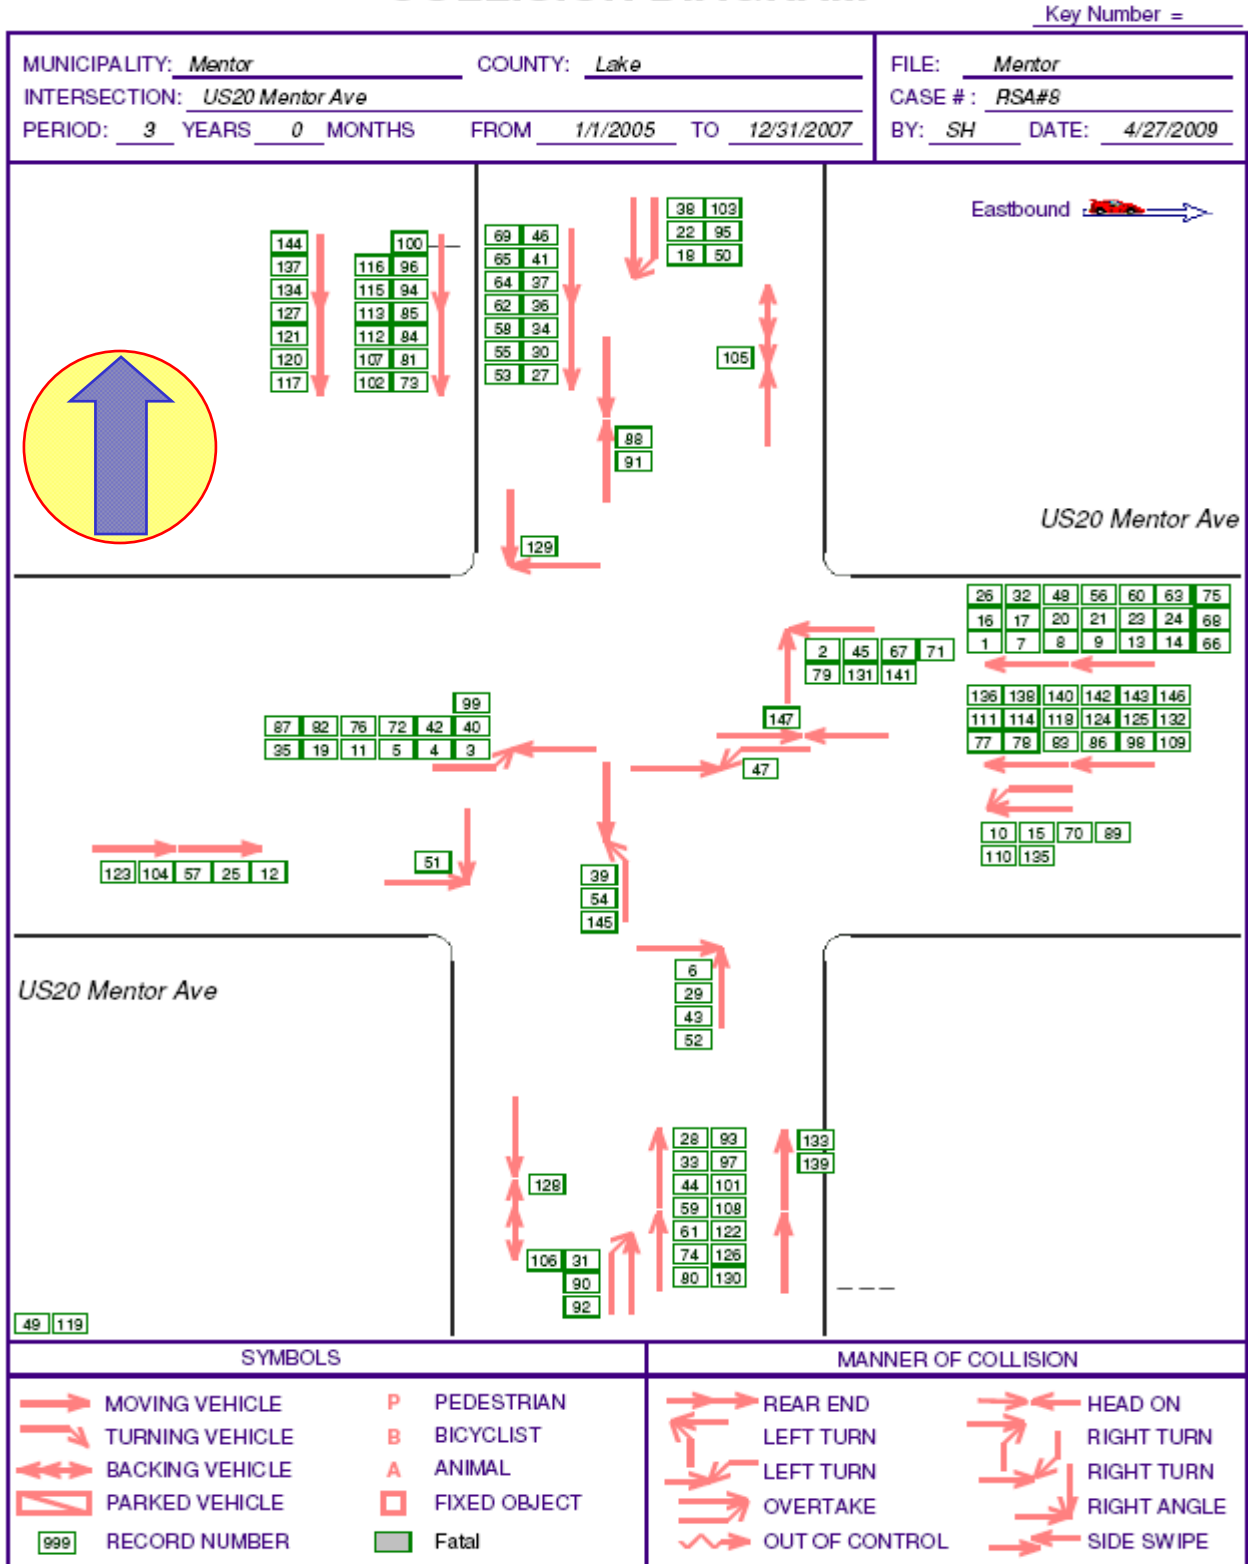 Key Number =
MUNICIPALITY: Mentor COUNTY: Lake FILE: Mentor
INTERSECTION: US20 Mentor Ave CASE # : RSA#8
PERIOD: 3 YEARS 0 MONTHS FROM 1/1/2005 TO 12/31/2007 BY: SH DATE: 4/27/2009
Eastbound
144
137
134
127
121
120
117
100
116 96
115 94
113 85
112 84
107 81
102 73
69 46
65 41
64 37
62 36
58 34
55 30
53 27
38 103
22 95
18 50
105
88
91
129
US20 Mentor Ave
26 32 48 56 60 63 75
16 17 20 21 23 24 68
1 7 8 9 13 14 66
2 45 67 71
79 131 141
136 138 140 142 143 146
111 114 118 124 125 132
77 78 83 86 98 109
99
87 82 76 72 42 40
35 19 11 5 4 3
147
47
10 15 70 89
110 135
123 104 57 25 12
51
39
54
145
US20 Mentor Ave
6
29
43
52
128
106 31
90
92
28 93
33 97
44 101
59 108
61 122
74 126
80 130
133
139
49 119
SYMBOLS
MOVING VEHICLE P PEDESTRIAN
TURNING VEHICLE B BICYCLIST
BACKING VEHICLE A ANIMAL
PARKED VEHICLE FIXED OBJECT
999 RECORD NUMBER Fatal
MANNER OF COLLISION
REAR END HEAD ON
LEFT TURN RIGHT TURN
LEFT TURN RIGHT TURN
OVERTAKE RIGHT ANGLE
OUT OF CONTROL SIDE SWIPE